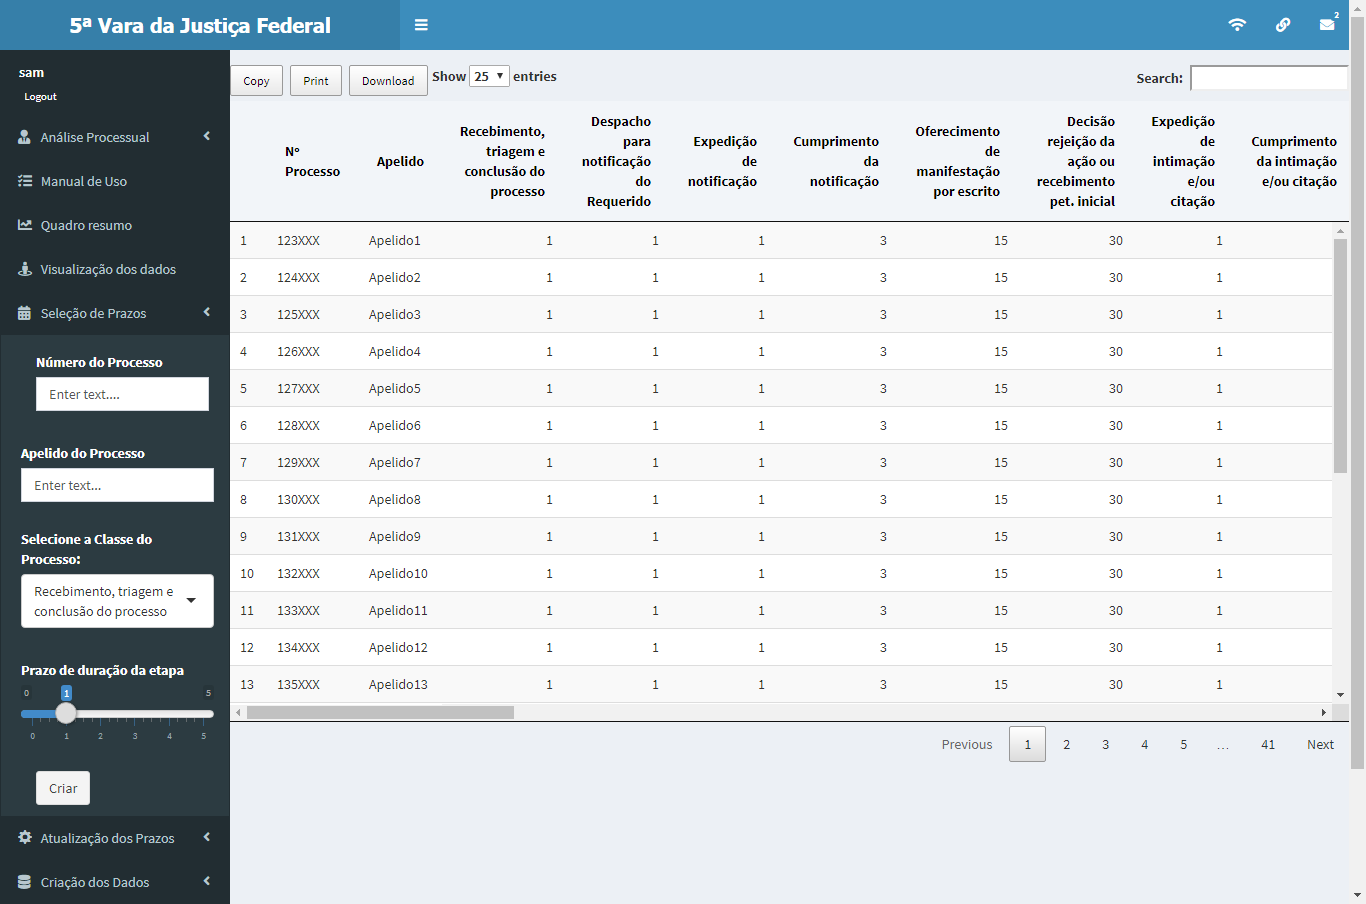 5ª Vara da Justiça Federal
2
sam
Logout
Análise Processual
Manual de Uso
Quadro resumo
Visualização dos dados
Seleção de Prazos
Número do Processo
Enter text....
Apelido do Processo
Enter text...
Selecione a Classe do
Processo:
Recebimento, triagem e
conclusão do processo
Prazo de duração da etapa
0 1 5
0 1 2 3 4 5
Criar
Atualização dos Prazos
Criação dos Dados
Copy Print Download Show 25 entries Search:
Nº
Processo
Apelido
Recebimento,
triagem e
conclusão do
processo
Despacho
para
notificação
do
Requerido
Expedição
de
notificação
Cumprimento
da
notificação
Oferecimento
de
manifestação
por escrito
Decisão
rejeição da
ação ou
recebimento
pet. inicial
Expedição
de
intimação
e/ou
citação
Cumprimento
da intimação
e/ou citação
1 123XXX Apelido1 1 1 1 3 15 30 1
2 124XXX Apelido2 1 1 1 3 15 30 1
3 125XXX Apelido3 1 1 1 3 15 30 1
4 126XXX Apelido4 1 1 1 3 15 30 1
5 127XXX Apelido5 1 1 1 3 15 30 1
6 128XXX Apelido6 1 1 1 3 15 30 1
7 129XXX Apelido7 1 1 1 3 15 30 1
8 130XXX Apelido8 1 1 1 3 15 30 1
9 131XXX Apelido9 1 1 1 3 15 30 1
10 132XXX Apelido10 1 1 1 3 15 30 1
11 133XXX Apelido11 1 1 1 3 15 30 1
12 134XXX Apelido12 1 1 1 3 15 30 1
13 135XXX Apelido13 1 1 1 3 15 30 1
Previous 1 2 3 4 5 … 41 Next